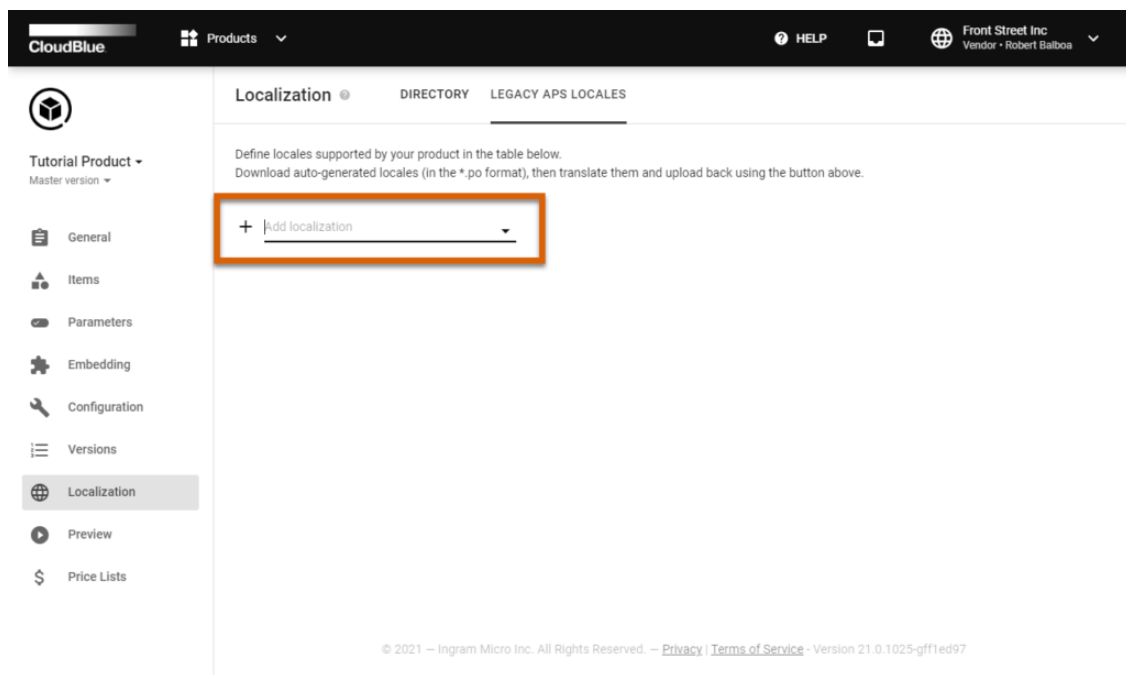 CloudBlue
Products
HELP
Front Street Inc
Vendor • Robert Balboa
Localization
DIRECTORY
LEGACY APS LOCALES
Tutorial Product
Master version
Define locales supported by your product in the table below.
Download auto-generated locales (in the *.po format), then translate them and upload back using the button above.
Add localization
General
Items
Parameters
Embedding
Configuration
Versions
Localization
Preview
$ Price Lists
© 2021 — Ingram Micro Inc. All Rights Reserved. — Privacy | Terms of Service - Version 21.0.1025-gff1ed97